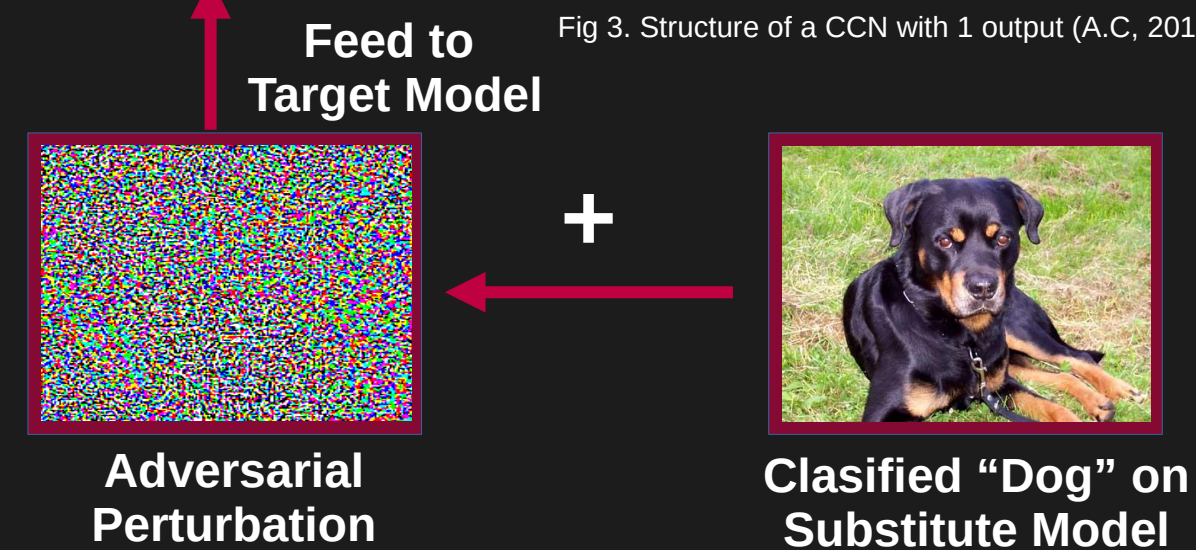 Feed to
Target Model
Fig 3. Structure of a CCN with 1 output (A.C, 201
+
Adversarial
Perturbation
Clasified “Dog” on
Substitute Model